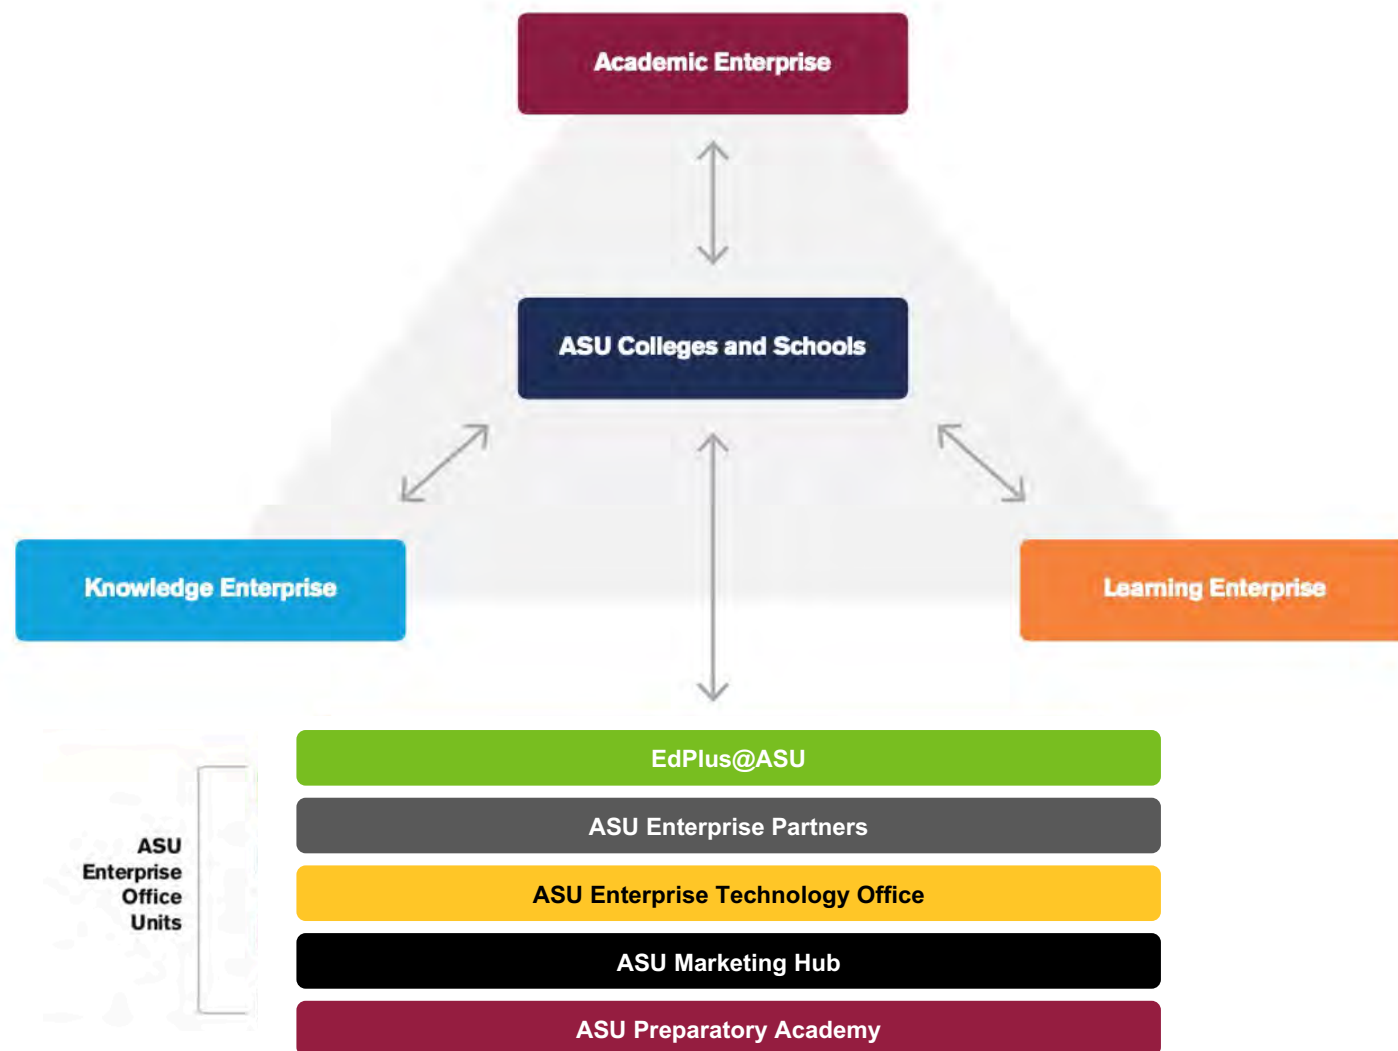 Academic Enterprise
ASU Colleges and Schools
Knowledge Enterprise
Learning Enterprise
ASU
Enterprise
Office
Units
EdPlus@ASU
ASU Enterprise Partners
ASU Enterprise Technology Office
ASU Marketing Hub
ASU Preparatory Academy